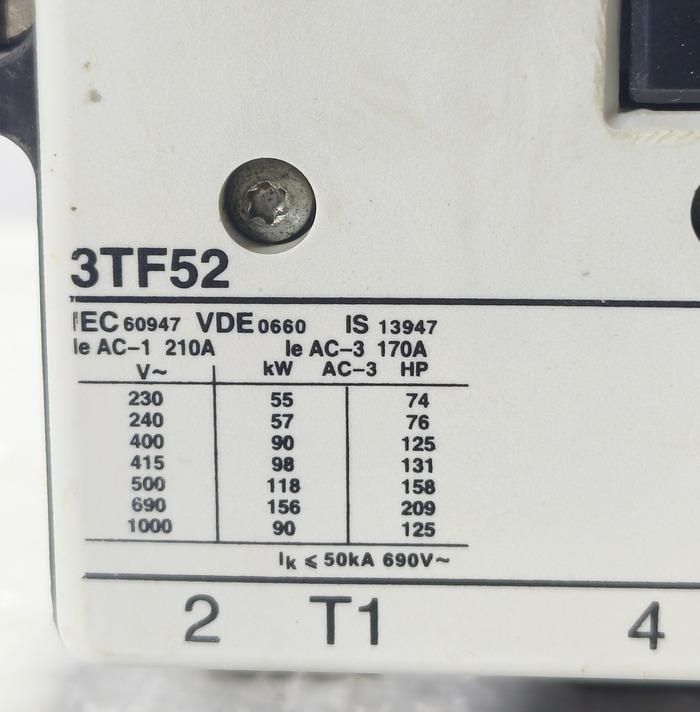 3TF52
IEC 60947 VDE 0660 IS 13947
Ie AC-1 210A Ie AC-3 170A
V~ kW AC-3 HP
230 55 74
240 57 76
400 90 125
415 98 131
500 118 158
690 156 209
1000 90 125
Ik ≤ 50kA 690V~
2 T1 4